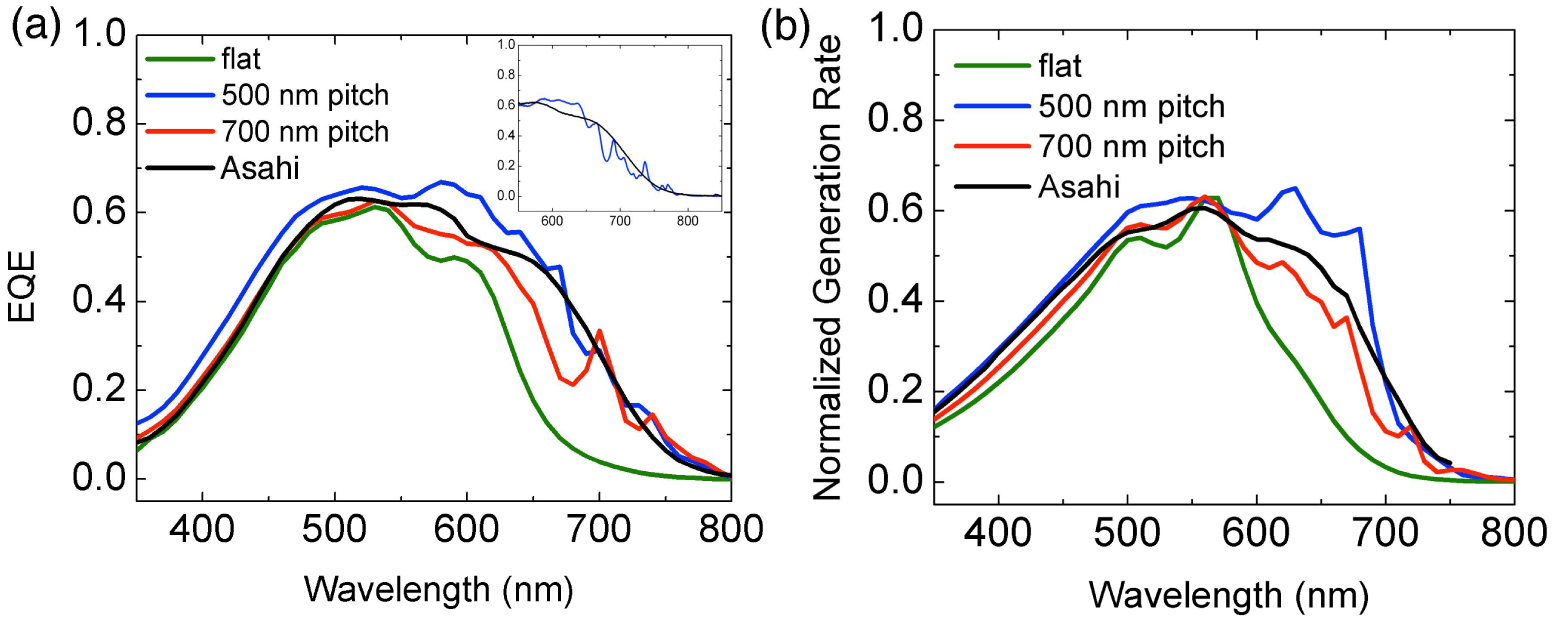 (a)
EQE
1.0
0.8
0.6
0.4
0.2
0.0
flat
500 nm pitch
700 nm pitch
Asahi
1.0
0.8
0.6
0.4
0.2
0.0
600 700 800
400 500 600 700 800
Wavelength (nm)
(b)
Normalized Generation Rate
1.0
0.8
0.6
0.4
0.2
0.0
flat
500 nm pitch
700 nm pitch
Asahi
400 500 600 700 800
Wavelength (nm)